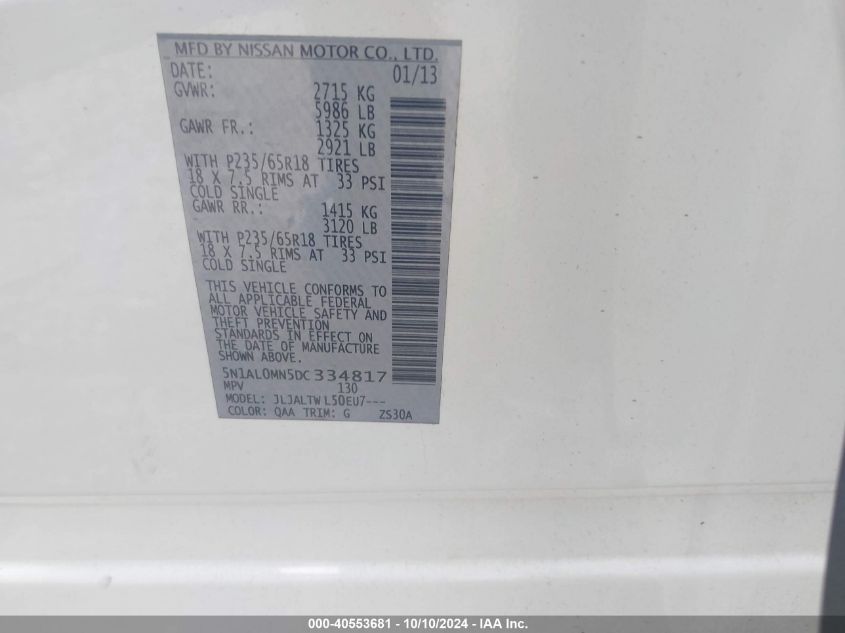 MFD BY NISSAN MOTOR CO., LTD.
DATE: 01/13
GVWR: 2715 KG
5986 LB
GAWR FR.: 1325 KG
2921 LB
WITH P235/65R18 TIRES
18 X 7.5 RIMS AT 33 PSI
COLD SINGLE
GAWR RR.: 1415 KG
3120 LB
WITH P235/65R18 TIRES
18 X 7.5 RIMS AT 33 PSI
COLD SINGLE
THIS VEHICLE CONFORMS TO
ALL APPLICABLE FEDERAL
MOTOR VEHICLE SAFETY AND
THEFT PREVENTION
STANDARDS IN EFFECT ON
THE DATE OF MANUFACTURE
SHOWN ABOVE.
5N1AL0MN5DC334817
MPV 130
MODEL: JLJALTWL50EU7---
COLOR: QAA TRIM: G ZS30A
000-40553681 - 10/10/2024 - IAA Inc.